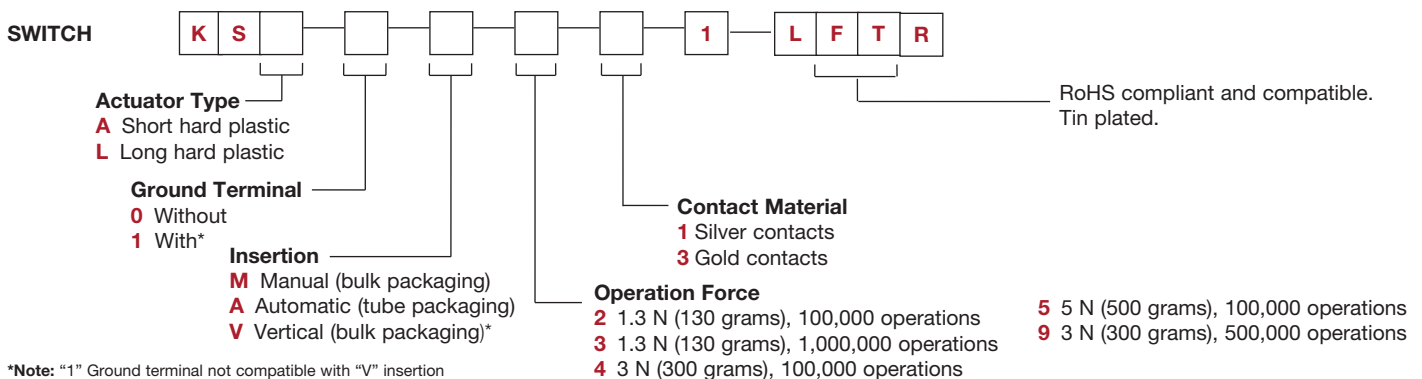 SWITCH K S 1 L F T R
Actuator Type
A Short hard plastic
L Long hard plastic
RoHS compliant and compatible.
Tin plated.
Ground Terminal
0 Without
1 With*
Insertion
M Manual (bulk packaging)
A Automatic (tube packaging)
V Vertical (bulk packaging)*
Contact Material
1 Silver contacts
3 Gold contacts
Operation Force
2 1.3 N (130 grams), 100,000 operations
3 1.3 N (130 grams), 1,000,000 operations
4 3 N (300 grams), 100,000 operations
5 5 N (500 grams), 100,000 operations
9 3 N (300 grams), 500,000 operations
*Note: “1” Ground terminal not compatible with “V” insertion